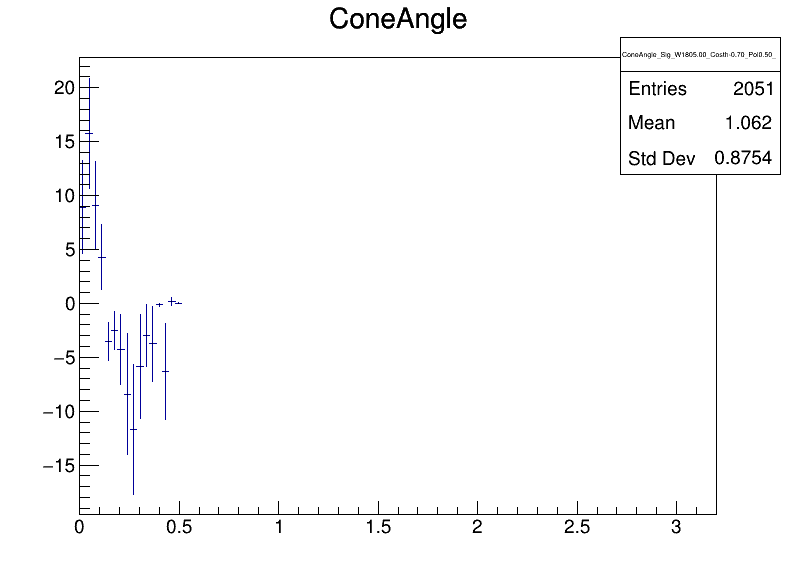 ConeAngle
ConeAngle_Sig_W1805.00_Costh-0.70_Pol0.50_
Entries 2051
Mean 1.062
Std Dev 0.8754
20
15
10
5
0
−5
−10
−15
0 0.5 1 1.5 2 2.5 3